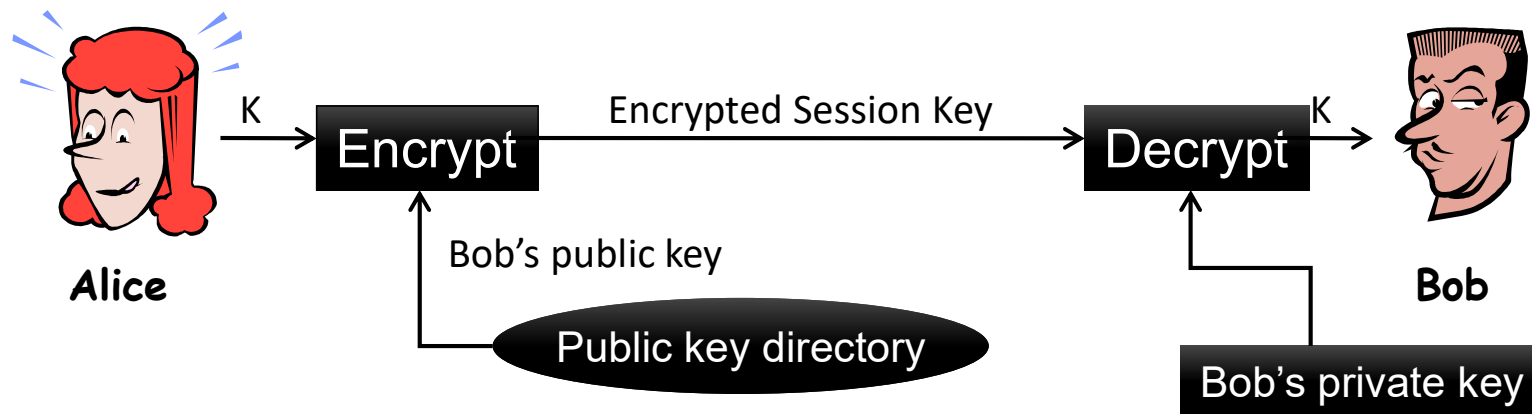 K
Encrypted Session Key
K
Encrypt
Decrypt
Bob’s public key
Alice
Bob
Public key directory
Bob’s private key